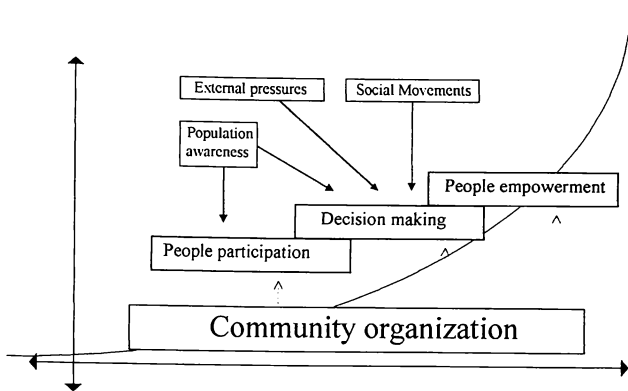 External pressures
Social Movements
Population
awareness
People empowerment
Decision making
People participation
Community organization